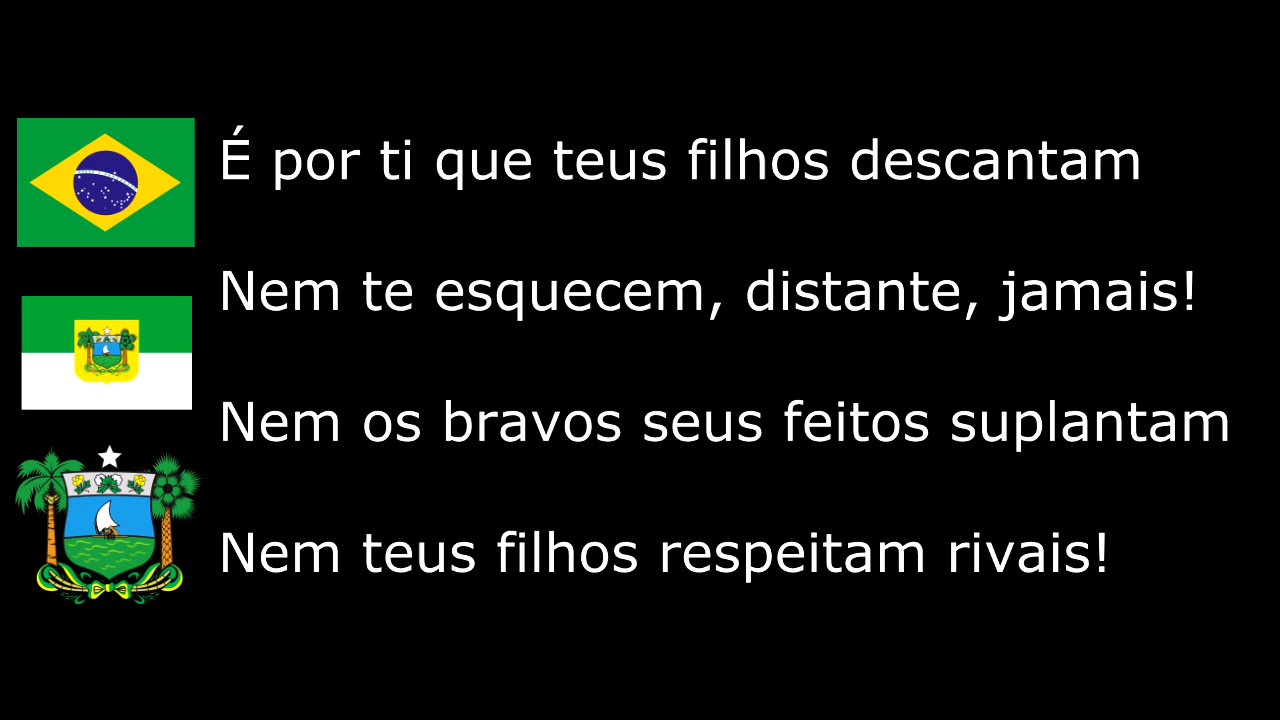 É por ti que teus filhos descantam
Nem te esquecem, distante, jamais!
Nem os bravos seus feitos suplantam
Nem teus filhos respeitam rivais!